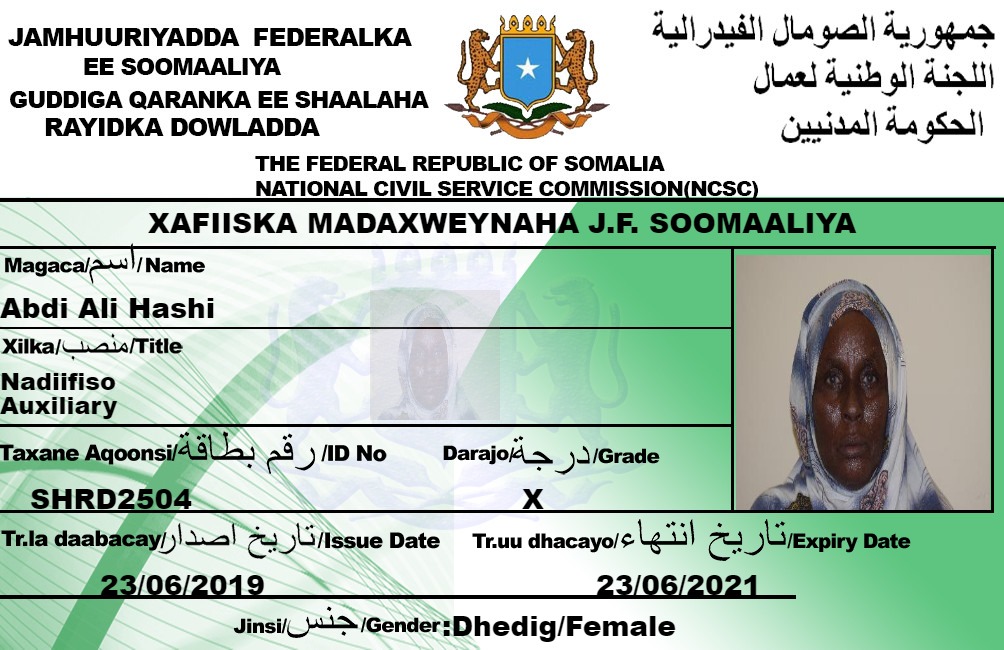 JAMHUURIYADDA FEDERALKA
EE SOOMAALIYA
GUDDIGA QARANKA EE SHAALAHA
RAYIDKA DOWLADDA
جمهورية الصومال الفيدرالية
اللجنة الوطنية لعمال
الحكومة المدنيين
THE FEDERAL REPUBLIC OF SOMALIA
NATIONAL CIVIL SERVICE COMMISSION(NCSC)
XAFIISKA MADAXWEYNAHA J.F. SOOMAALIYA
Magaca/اسم/Name
Abdi Ali Hashi
Xilka/منصب/Title
Nadiifiso
Auxiliary
Taxane Aqoonsi/رقم بطاقة/ID No Darajo/درجة/Grade
SHRD2504 X
Tr.la daabacay/تاريخ اصدار/Issue Date Tr.uu dhacayo/تاريخ انتهاء/Expiry Date
23/06/2019 23/06/2021
Jinsi/جنس/Gender:Dhedig/Female